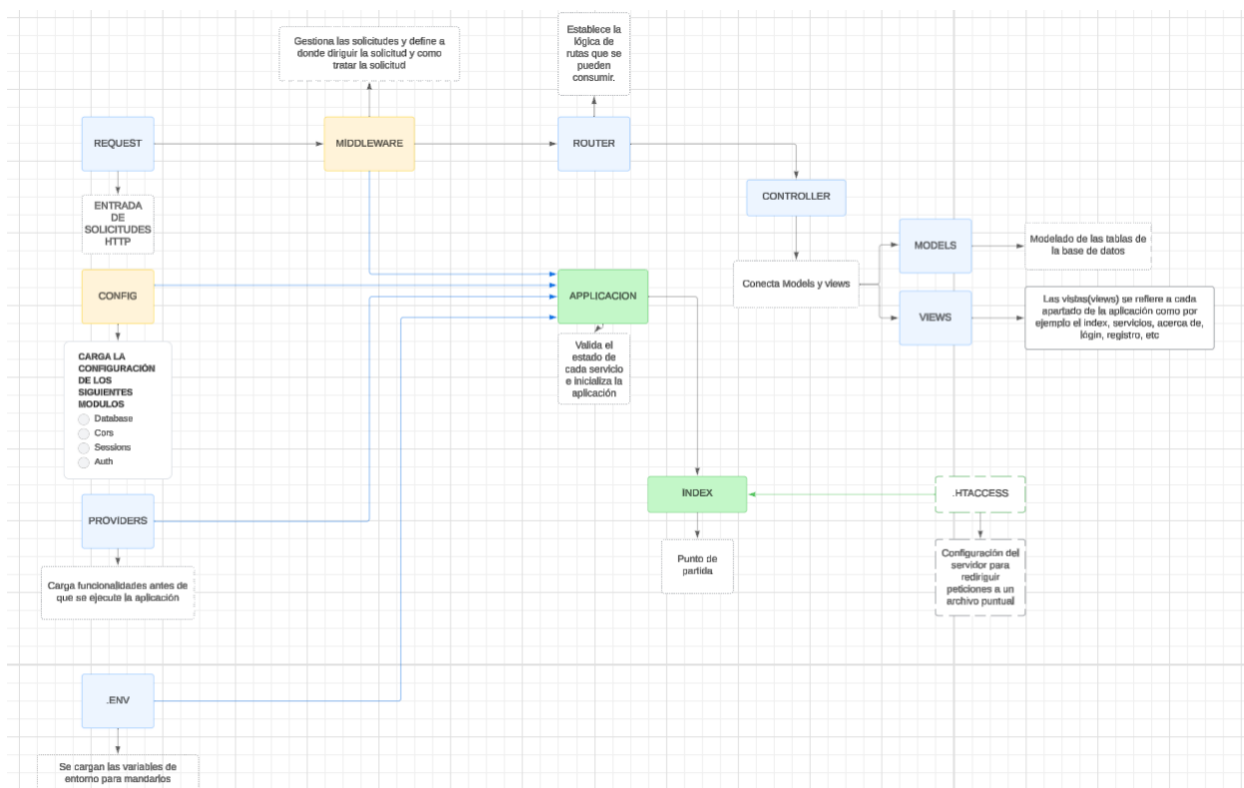 Gestiona las solicitudes y define a
donde dirigir la solicitud y como
tratar la solicitud
Establece la
lógica de
rutas que se
pueden
consumir.
REQUEST
MIDDLEWARE
ROUTER
CONTROLLER
ENTRADA
DE
SOLICITUDES
HTTP
MODELS
Modelado de las tablas de
la base de datos
Conecta Models y views
CONFIG
APPLICACION
VIEWS
Las vistas(views) se refiere a cada
apartado de la aplicación como por
ejemplo el index, servicios, acerca de,
lógin, registro, etc
Valida el
estado de
cada servicio
e inicializa la
aplicación
CARGA LA
CONFIGURACIÓN
DE LOS
SIGUIENTES
MODULOS
Database
Cors
Sessions
Auth
INDEX
.HTACCESS
PROVIDERS
Punto de
partida
Configuración del
servidor para
redirigir
peticiones a un
archivo puntual
Carga funcionalidades antes de
que se ejecute la aplicación
.ENV
Se cargan las variables de
entorno para mandarlos